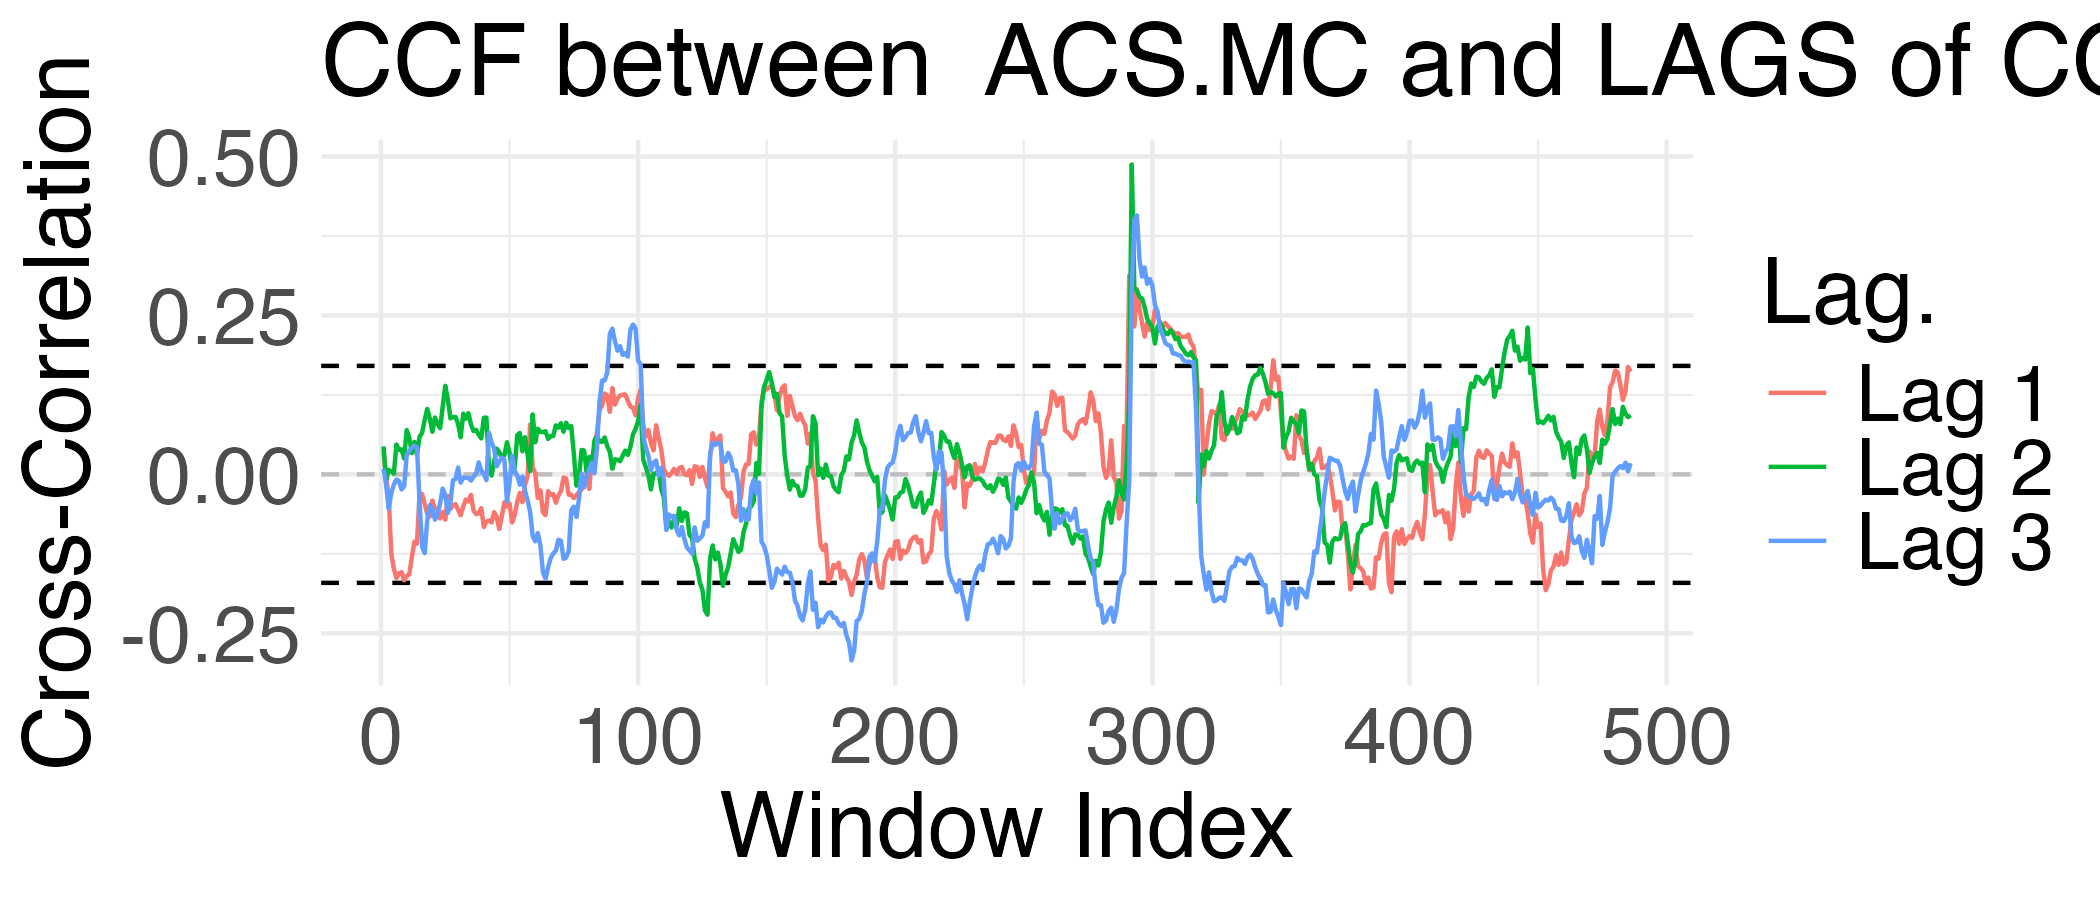 CCF between  ACS.MC and LAGS of
Cross-Correlation
0.50
0.25
0.00
-0.25
0
100
200
300
400
500
Window Index
Lag.
Lag 1
Lag 2
Lag 3